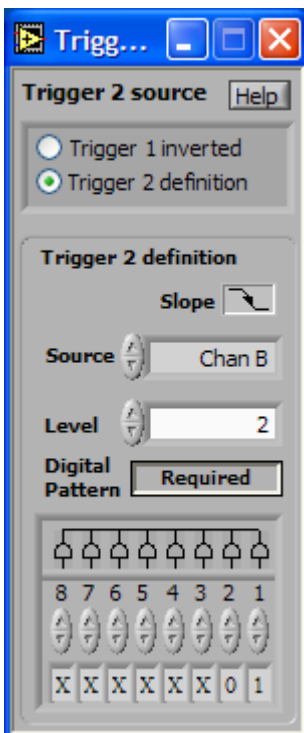 Trigg...
Trigger 2 source Help
Trigger 1 inverted
Trigger 2 definition
Trigger 2 definition
Slope
Source Chan B
Level 2
Digital
Pattern Required
8 7 6 5 4 3 2 1
X X X X X X 0 1